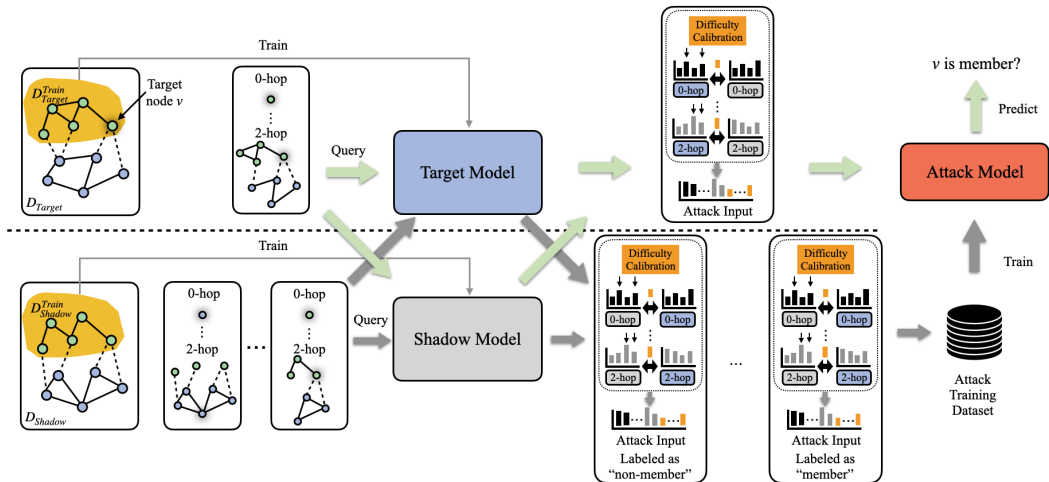 Train
D^{Train}_{Target}
Target
node v
D_{Target}
0-hop
2-hop
Query
Target Model
Difficulty
Calibration
0-hop
0-hop
2-hop
2-hop
Attack Input
v is member?
Predict
Attack Model
Train
D^{Train}_{Shadow}
D_{Shadow}
0-hop
2-hop
...
0-hop
2-hop
Query
Shadow Model
Difficulty
Calibration
0-hop
0-hop
2-hop
2-hop
Attack Input
Labeled as
“non-member”
...
Difficulty
Calibration
0-hop
0-hop
2-hop
2-hop
Attack Input
Labeled as
“member”
Train
Attack
Training
Dataset